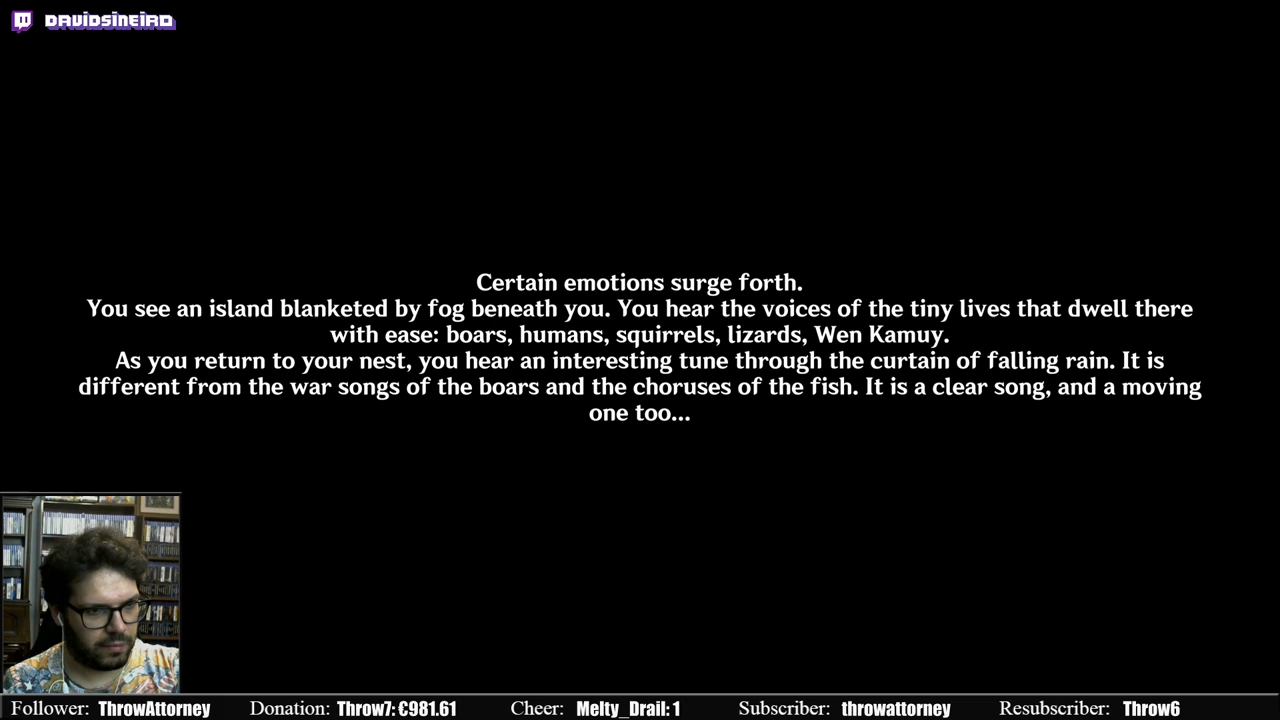 DAVIDSINEIRO
Certain emotions surge forth.
You see an island blanketed by fog beneath you. You hear the voices of the tiny lives that dwell there
with ease: boars, humans, squirrels, lizards, Wen Kamuy.
As you return to your nest, you hear an interesting tune through the curtain of falling rain. It is
different from the war songs of the boars and the choruses of the fish. It is a clear song, and a moving
one too...
Follower: ThrowAttorney Donation: Throw7: €981.61 Cheer: Melty_Drail: 1 Subscriber: throwattorney Resubscriber: Throw6